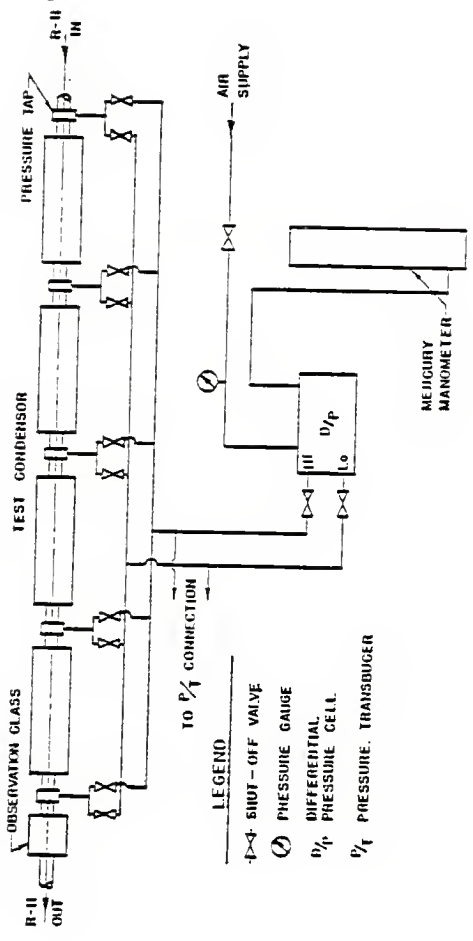 R-11 IN
PRESSURE TAP
TEST CONDENSOR
OBSERVATION GLASS
R-11 OUT
AIR SUPPLY
TO P/T CONNECTION
HI
Lo
D/P
MERCURY MANOMETER
LEGEND
SHUT-OFF VALVE
PRESSURE GAUGE
D/P DIFFERENTIAL PRESSURE CELL
P/T PRESSURE TRANSDUCER